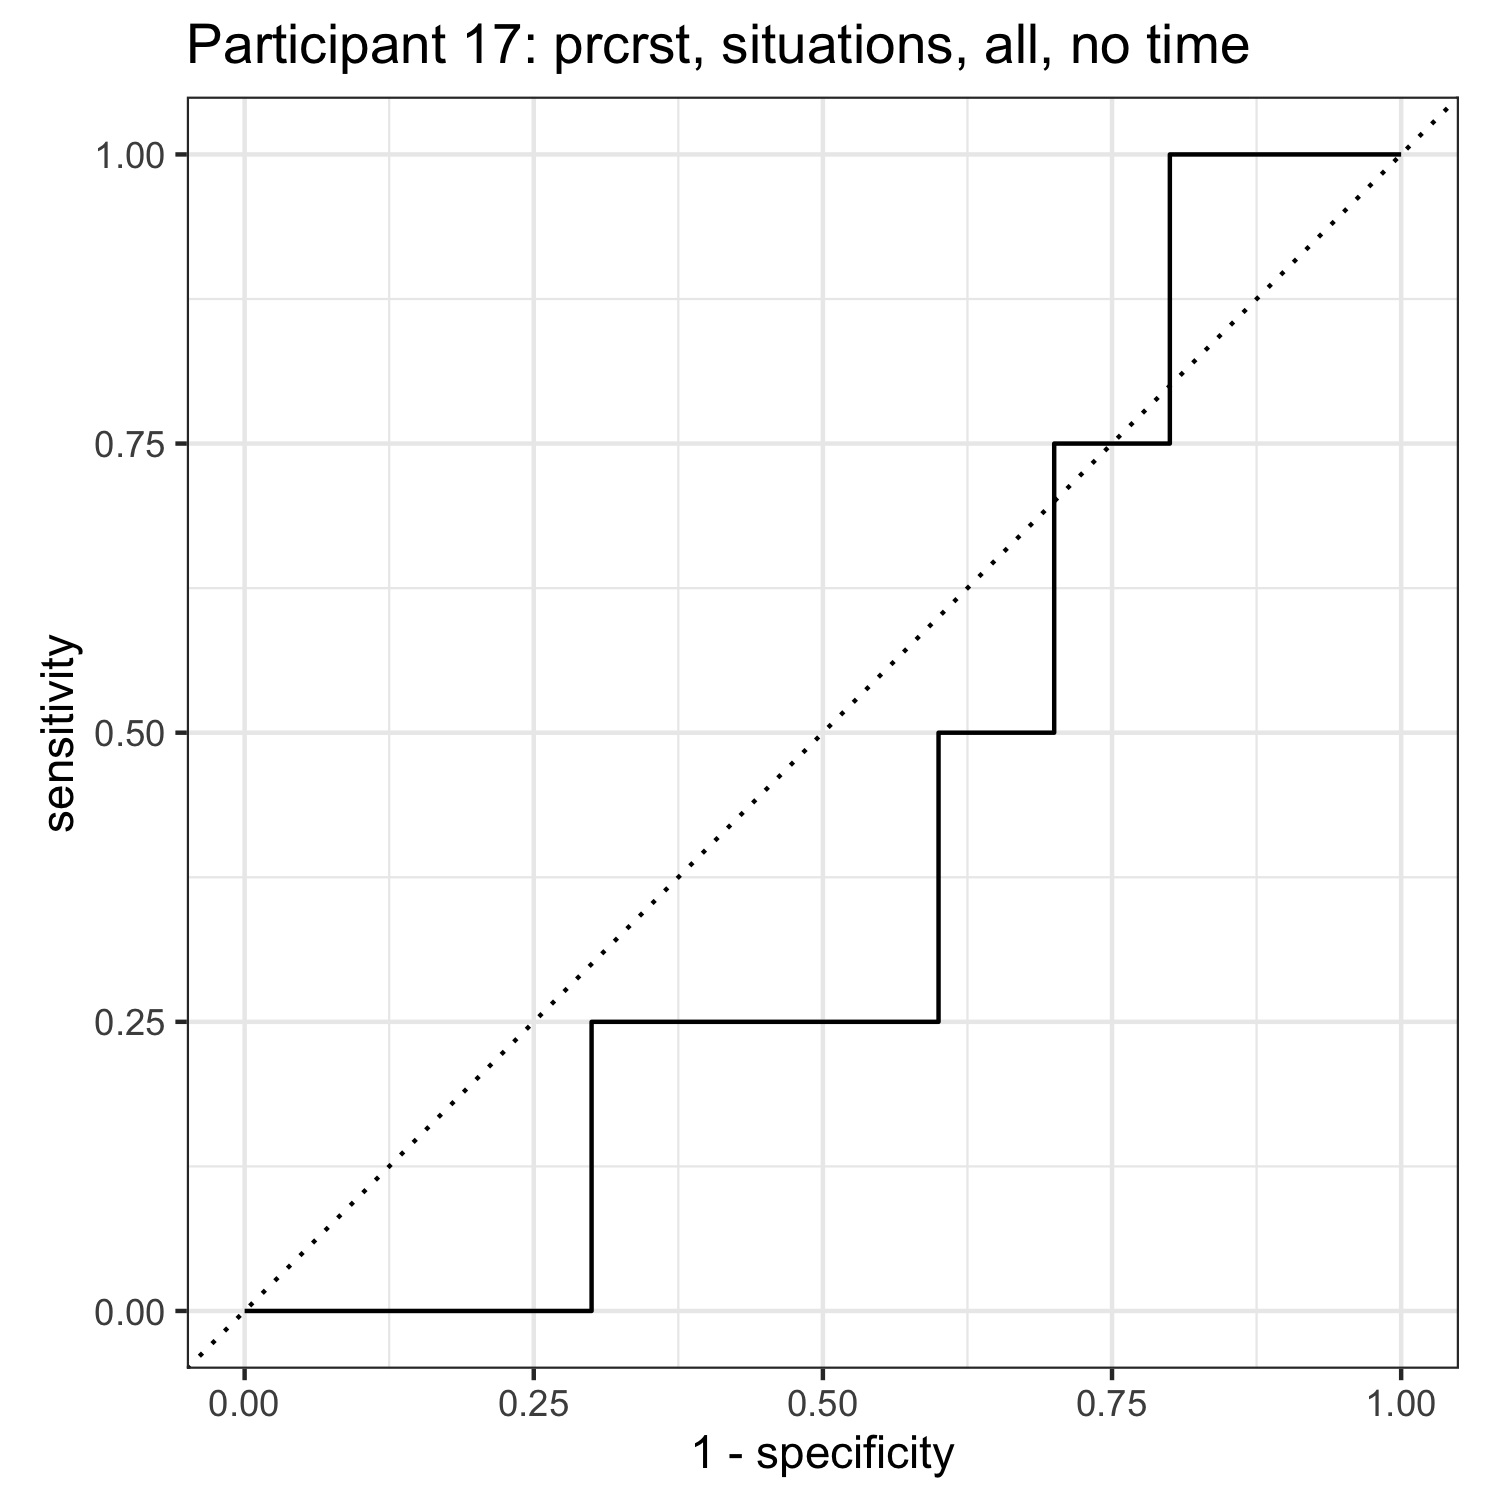 Participant 17: prcrst, situations, all, no time
1.00
0.75
0.50
0.25
0.00
sensitivity
0.00 0.25 0.50 0.75 1.00
1 - specificity